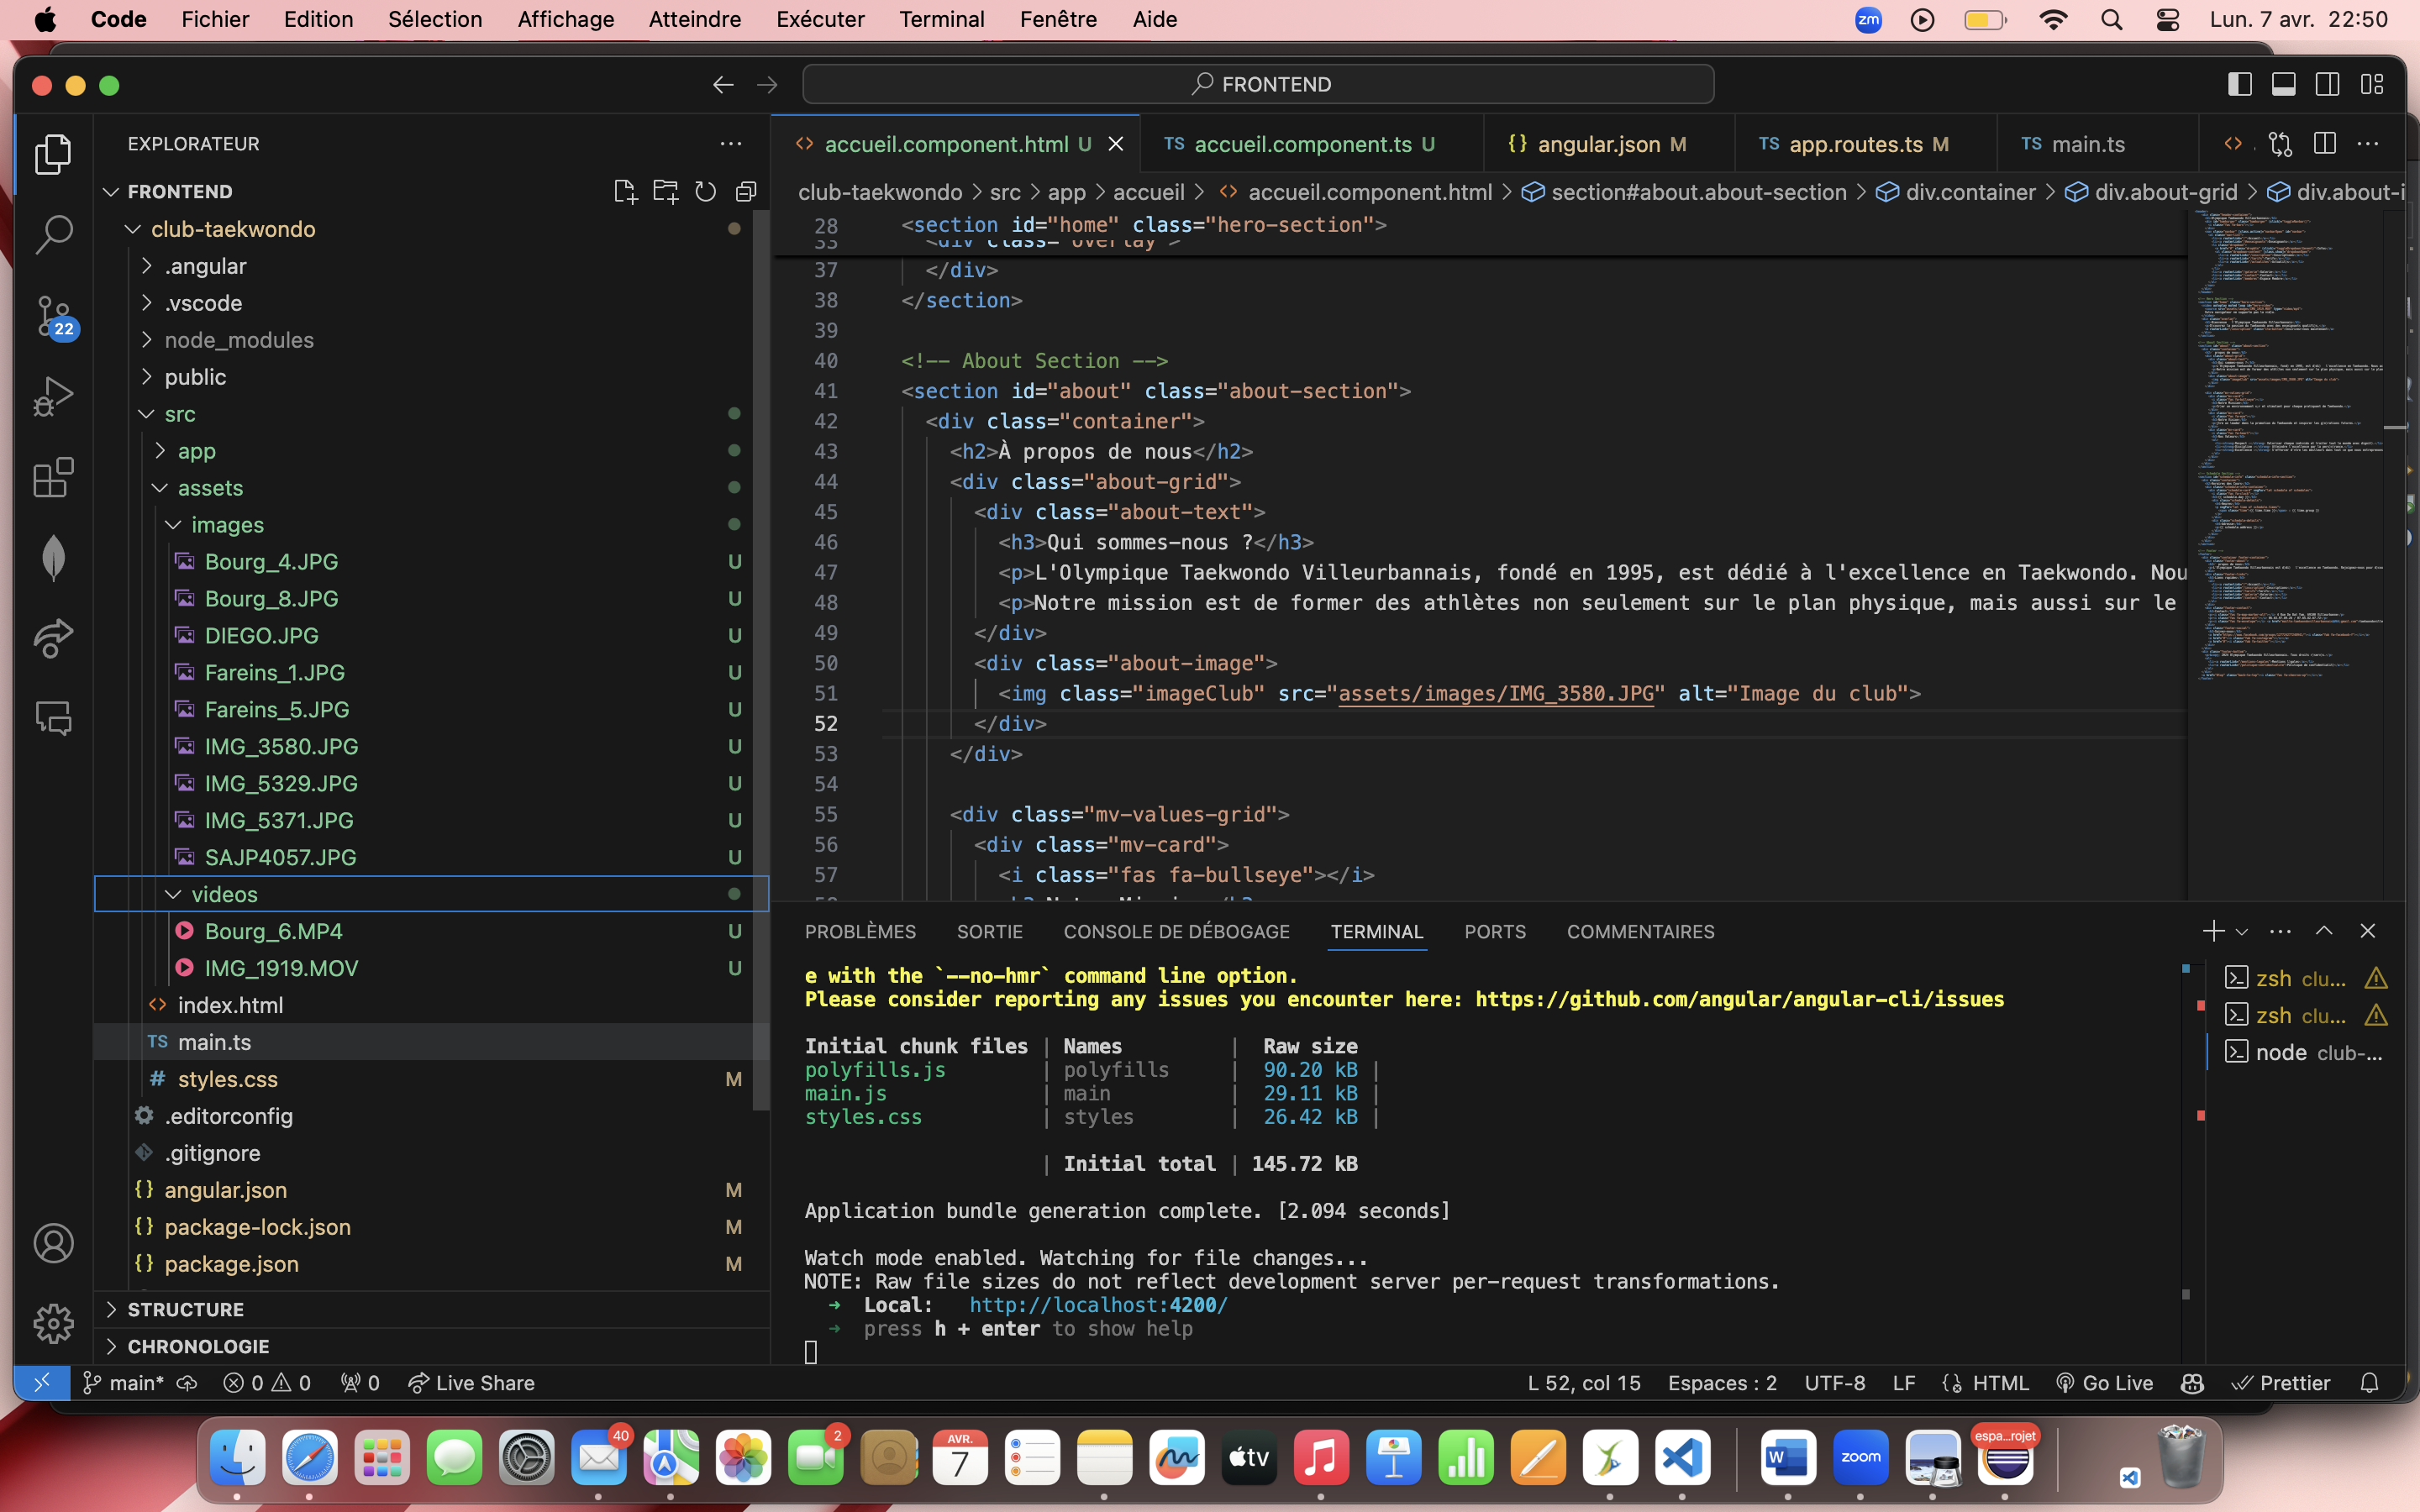 Code Fichier Edition Sélection Affichage Atteindre Exécuter Terminal Fenêtre Aide zm Lun. 7 avr. 22:50
FRONTEND
EXPLORATEUR
FRONTEND
club-taekwondo
.angular
.vscode
node_modules
public
src
app
assets
images
Bourg_4.JPG U
Bourg_8.JPG U
DIEGO.JPG U
Fareins_1.JPG U
Fareins_5.JPG U
IMG_3580.JPG U
IMG_5329.JPG U
IMG_5371.JPG U
SAJP4057.JPG U
videos
Bourg_6.MP4 U
IMG_1919.MOV U
index.html
TS main.ts
# styles.css M
.editorconfig
.gitignore
{} angular.json M
{} package-lock.json M
{} package.json M
STRUCTURE
CHRONOLOGIE
22
accueil.component.html U TS accueil.component.ts U {} angular.json M TS app.routes.ts M TS main.ts
club-taekwondo > src > app > accueil > accueil.component.html > section#about.about-section > div.container > div.about-grid > div.about-i
28 <section id="home" class="hero-section">
33 <div class="overlay">
37 </div>
38 </section>
39
40 <!-- About Section -->
41 <section id="about" class="about-section">
42 <div class="container">
43 <h2>À propos de nous</h2>
44 <div class="about-grid">
45 <div class="about-text">
46 <h3>Qui sommes-nous ?</h3>
47 <p>L'Olympique Taekwondo Villeurbannais, fondé en 1995, est dédié à l'excellence en Taekwondo. Nou
48 <p>Notre mission est de former des athlètes non seulement sur le plan physique, mais aussi sur le
49 </div>
50 <div class="about-image">
51 <img class="imageClub" src="assets/images/IMG_3580.JPG" alt="Image du club">
52 </div>
53 </div>
54
55 <div class="mv-values-grid">
56 <div class="mv-card">
57 <i class="fas fa-bullseye"></i>
PROBLÈMES SORTIE CONSOLE DE DÉBOGAGE TERMINAL PORTS COMMENTAIRES
e with the `--no-hmr` command line option.
Please consider reporting any issues you encounter here: https://github.com/angular/angular-cli/issues
Initial chunk files | Names | Raw size
polyfills.js | polyfills | 90.20 kB |
main.js | main | 29.11 kB |
styles.css | styles | 26.42 kB |
| Initial total | 145.72 kB
Application bundle generation complete. [2.094 seconds]
Watch mode enabled. Watching for file changes...
NOTE: Raw file sizes do not reflect development server per-request transformations.
➜ Local: http://localhost:4200/
➜ press h + enter to show help
zsh clu...
zsh clu...
node club-...
main* 0 0 0 Live Share L 52, col 15 Espaces : 2 UTF-8 LF HTML Go Live Prettier
40 2 AVR. 7 tv W zoom espa...rojet